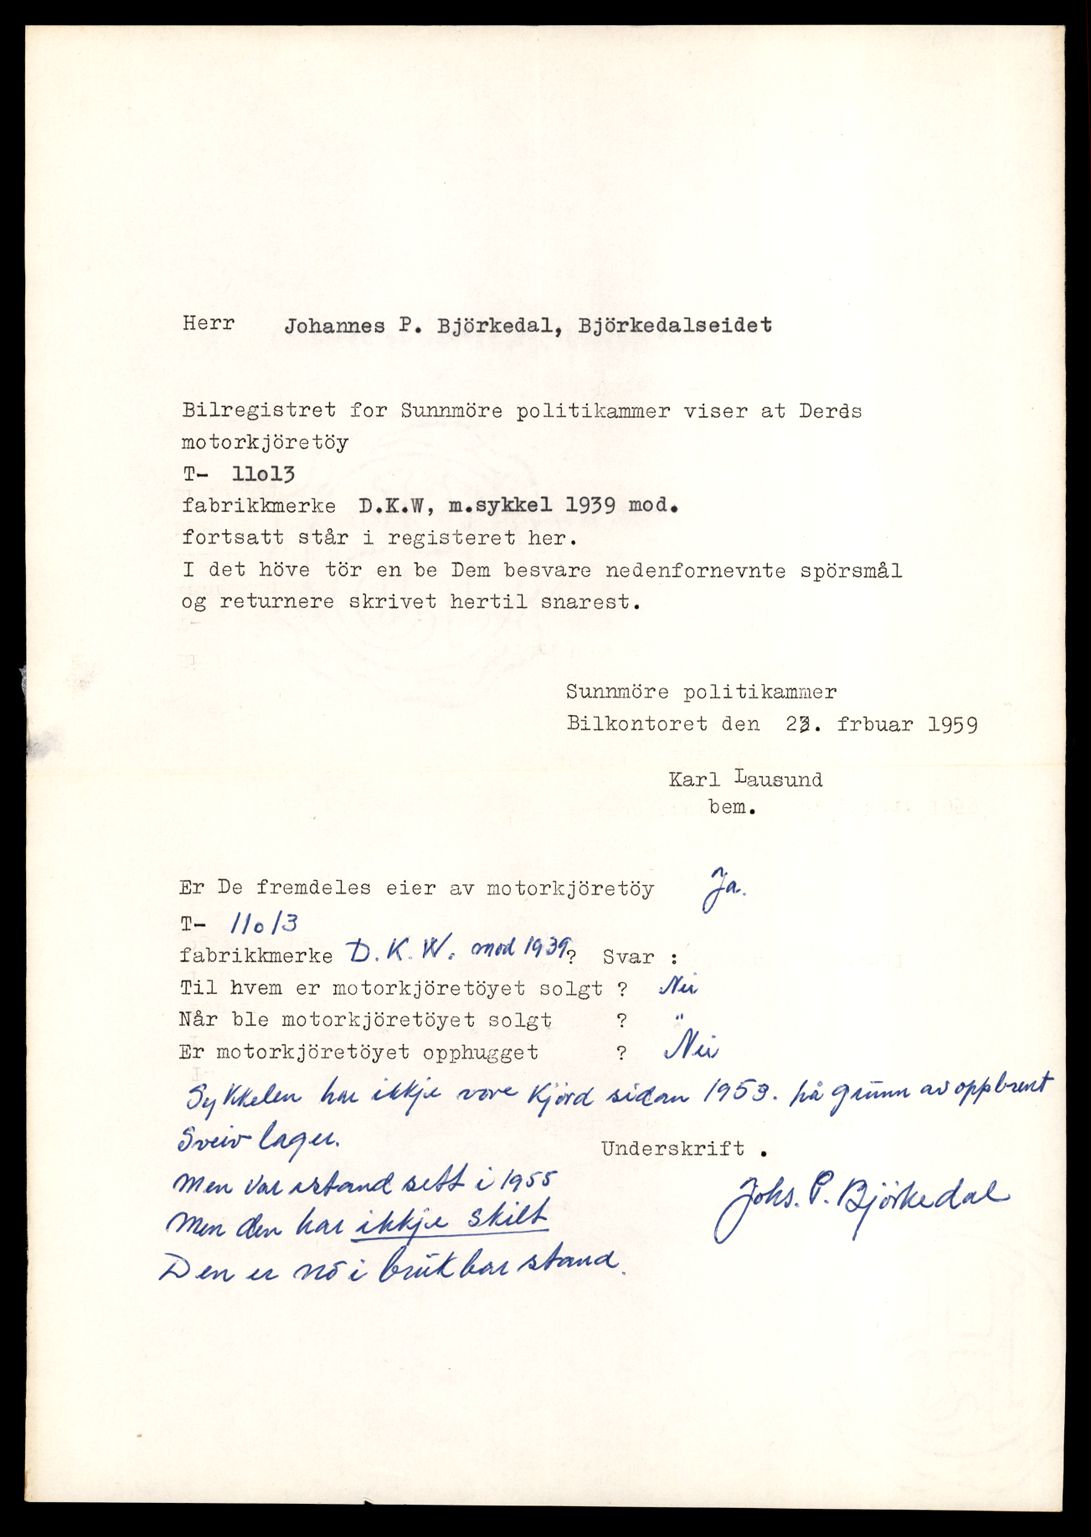 Herr Johannes P. Björkedal, Björkedalseidet
Bilregistret for Sunnmöre politikammer viser at Deres
motorkjöretöy
T- 11o13
fabrikkmerke D.K.W, m.sykkel 1939 mod.
fortsatt står i registeret her.
I det höve tör en be Dem besvare nedenfornevnte spörsmål
og returnere skrivet hertil snarest.
Sunnmöre politikammer
Bilkontoret den 23. frbuar 1959
Karl Lausund
bem.
Er De fremdeles eier av motorkjöretöy Ja.
T- 11o13
fabrikkmerke D.K.W. mod 1939? Svar :
Til hvem er motorkjöretöyet solgt ? Nei
Når ble motorkjöretöyet solgt ? "
Er motorkjöretöyet opphugget ? Nei
Sykkelen har ikkje vore Kjörd sidan 1953. på grunn av oppbrent
Sveiv lager.
Underskrift .
Men var istand sett i 1955
Men den har ikkje skilt
Johs. P. Björkedal
Den er nö i brukbar stand.